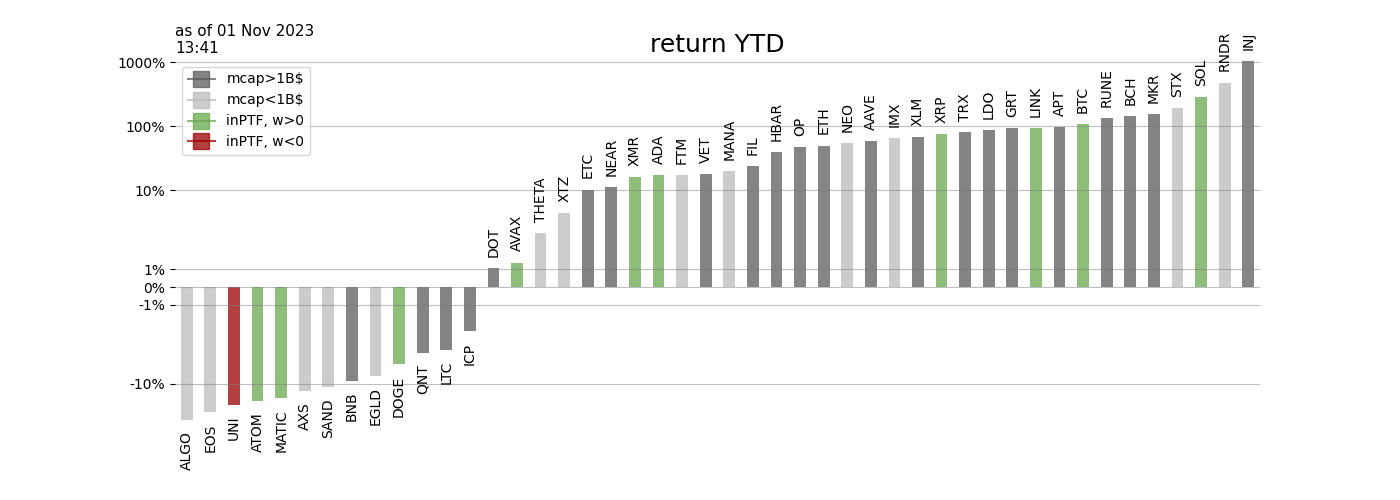 as of 01 Nov 2023
13:41
return YTD
1000%
100%
10%
1%
0%
-1%
-10%
mcap>1B$
mcap<1B$
inPTF, w>0
inPTF, w<0
ALGO
EOS
UNI
ATOM
MATIC
AXS
SAND
BNB
EGLD
DOGE
QNT
LTC
ICP
DOT
AVAX
THETA
XTZ
ETC
NEAR
XMR
ADA
FTM
VET
MANA
FIL
HBAR
OP
ETH
NEO
AAVE
IMX
XLM
XRP
TRX
LDO
GRT
LINK
APT
BTC
RUNE
BCH
MKR
STX
SOL
RNDR
INJ